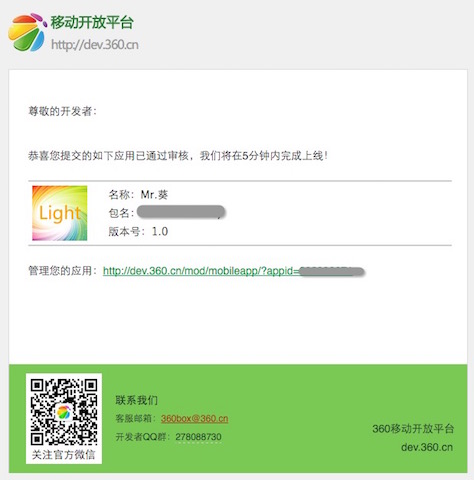 移动开放平台
http://dev.360.cn
尊敬的开发者：
恭喜您提交的如下应用已通过审核，我们将在5分钟内完成上线！
Light
名称：Mr.葵
包名：
版本号：1.0
管理您的应用：http://dev.360.cn/mod/mobileapp/?appid=
联系我们
客服邮箱：360box@360.cn
开发者QQ群：278088730
关注官方微信
360移动开放平台
dev.360.cn